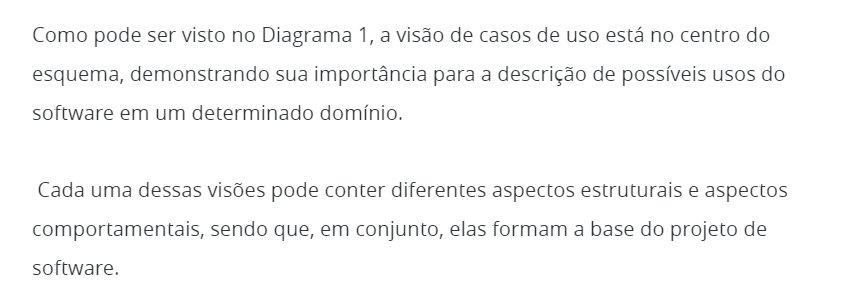 Como pode ser visto no Diagrama 1, a visão de casos de uso está no centro do
esquema, demonstrando sua importância para a descrição de possíveis usos do
software em um determinado domínio.
Cada uma dessas visões pode conter diferentes aspectos estruturais e aspectos
comportamentais, sendo que, em conjunto, elas formam a base do projeto de
software.